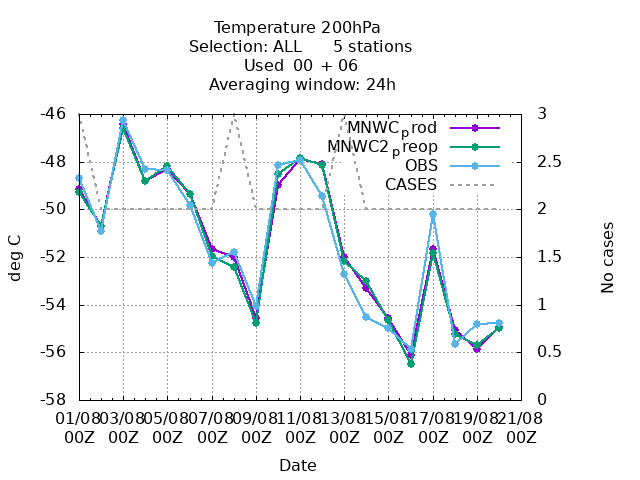 Temperature 200hPa
Selection: ALL 5 stations
Used 00 + 06
Averaging window: 24h
-46 3
MNWCprod
MNWC2preop
-48 2.5
OBS
CASES
-50 2
-52 1.5
-54 1
-56 0.5
-58 0
deg C
No cases
01/08 03/08 05/08 07/08 09/08 11/08 13/08 15/08 17/08 19/08 21/08
00Z 00Z 00Z 00Z 00Z 00Z 00Z 00Z 00Z 00Z 00Z
Date